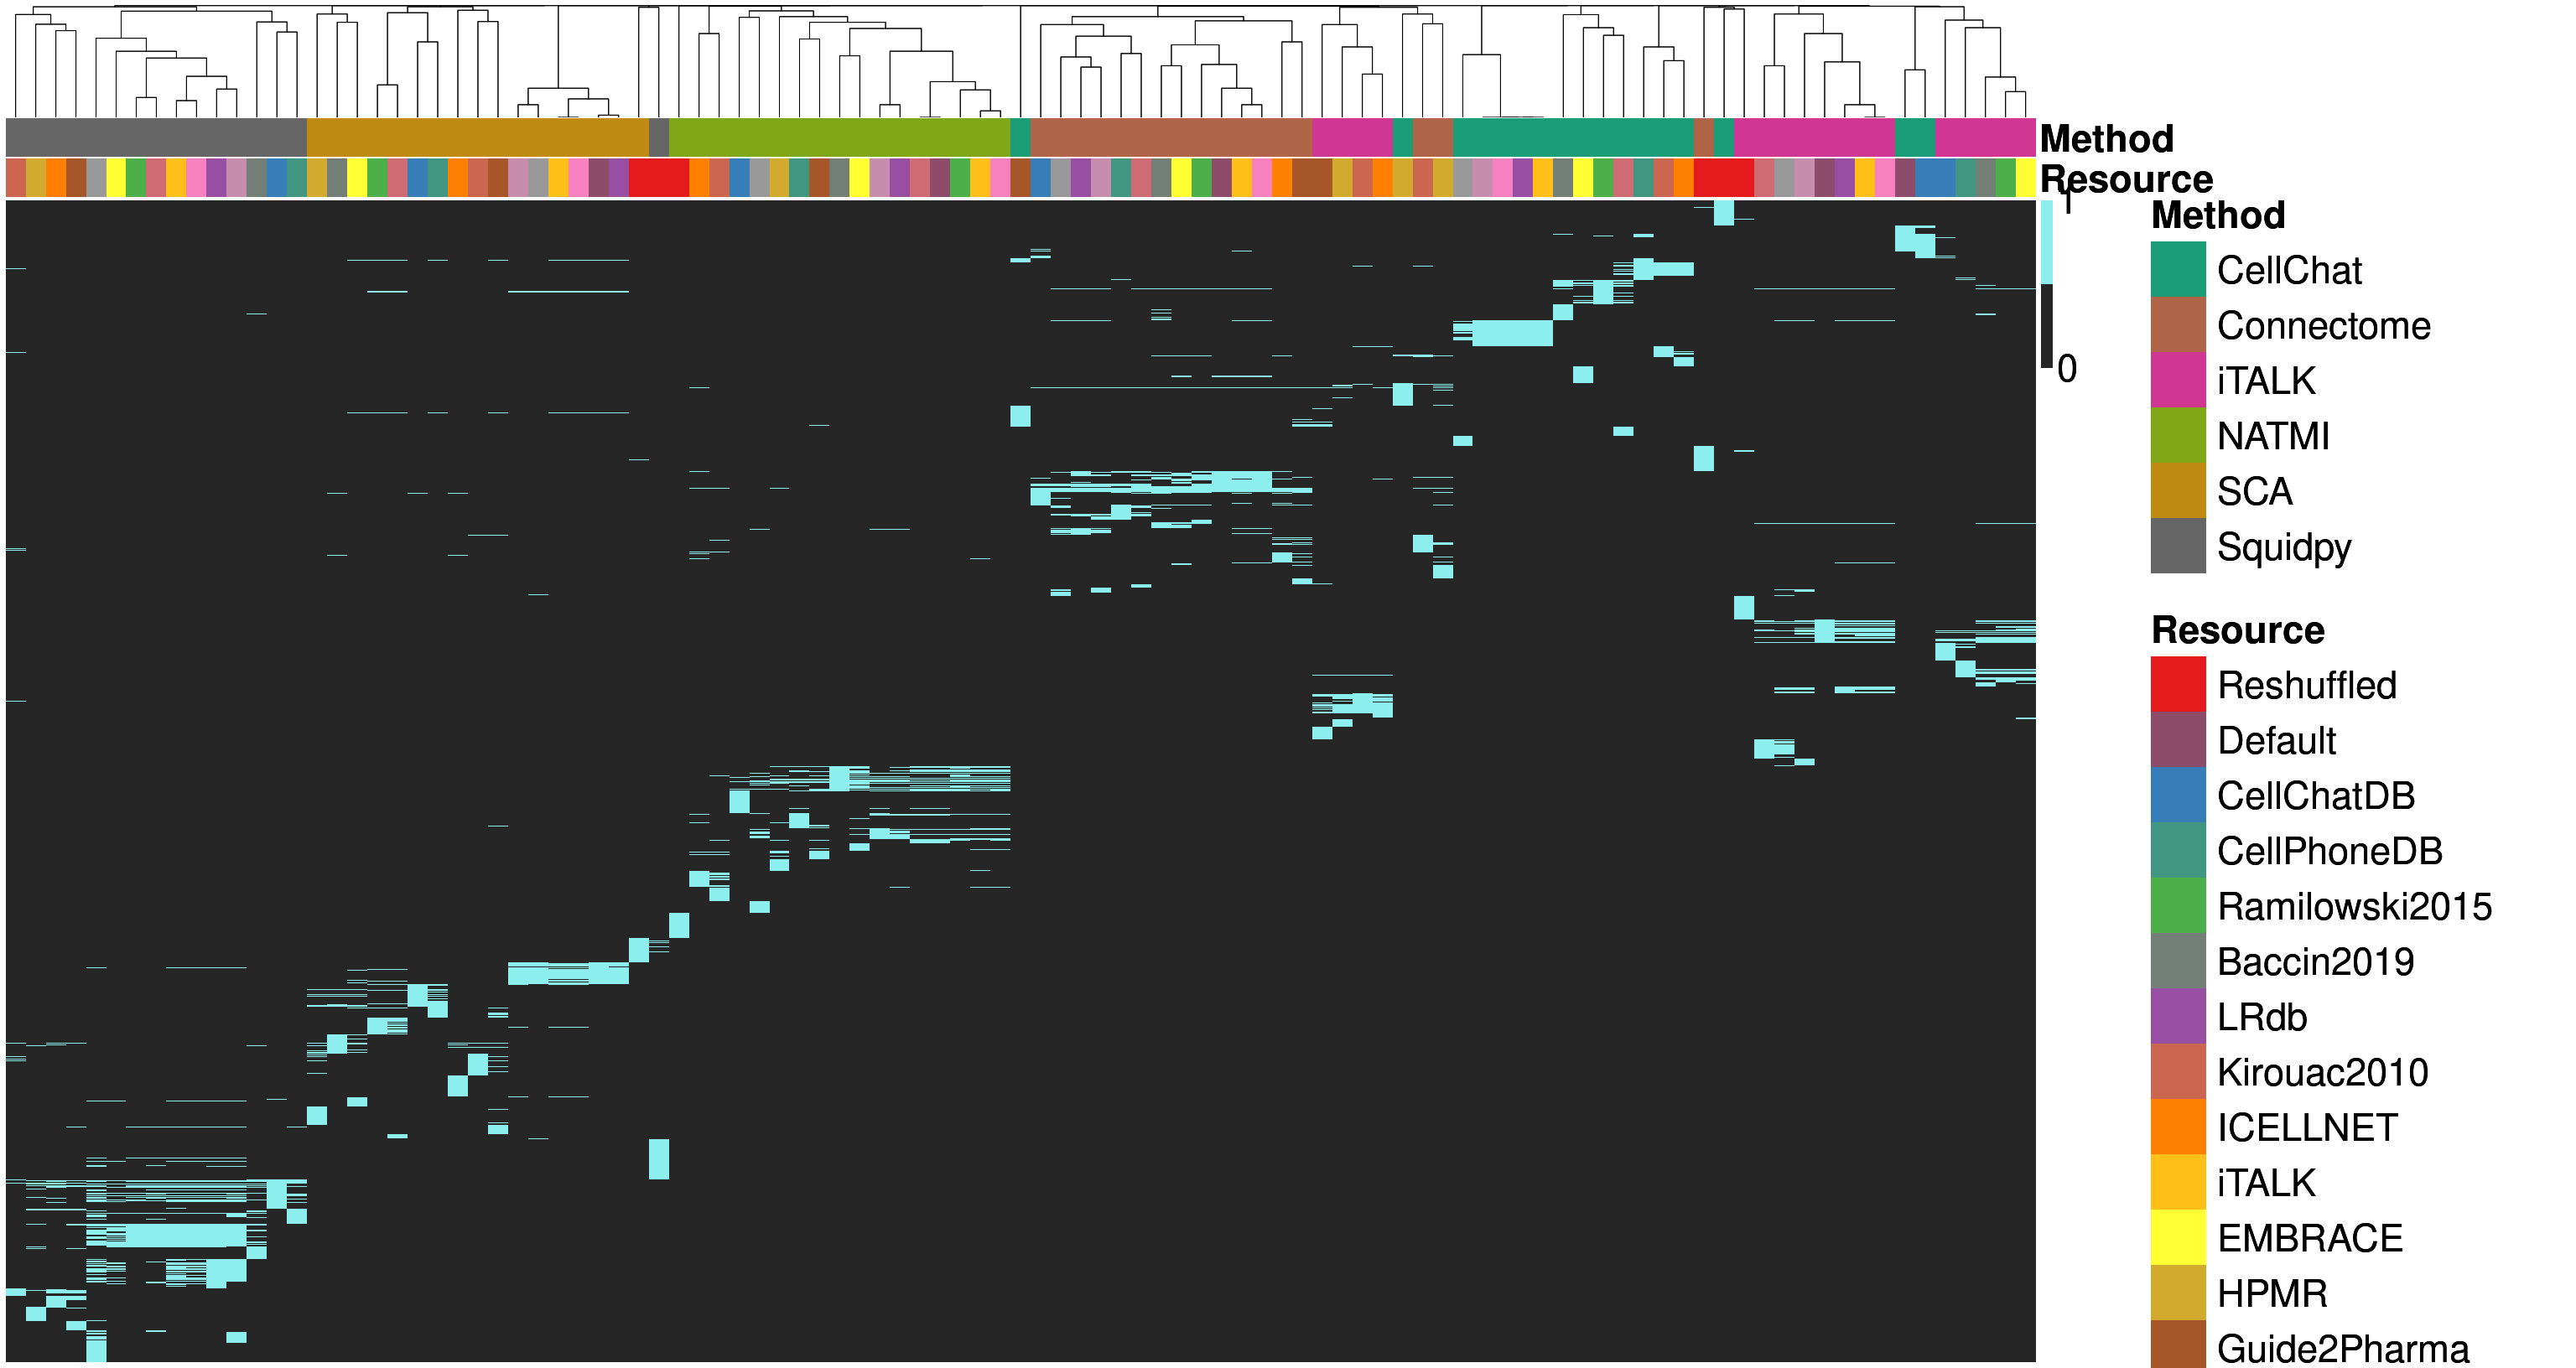 Method
Resource
1
0
Method
CellChat
Connectome
iTALK
NATMI
SCA
Squidpy
Resource
Reshuffled
Default
CellChatDB
CellPhoneDB
Ramilowski2015
Baccin2019
LRdb
Kirouac2010
ICELLNET
iTALK
EMBRACE
HPMR
Guide2Pharma